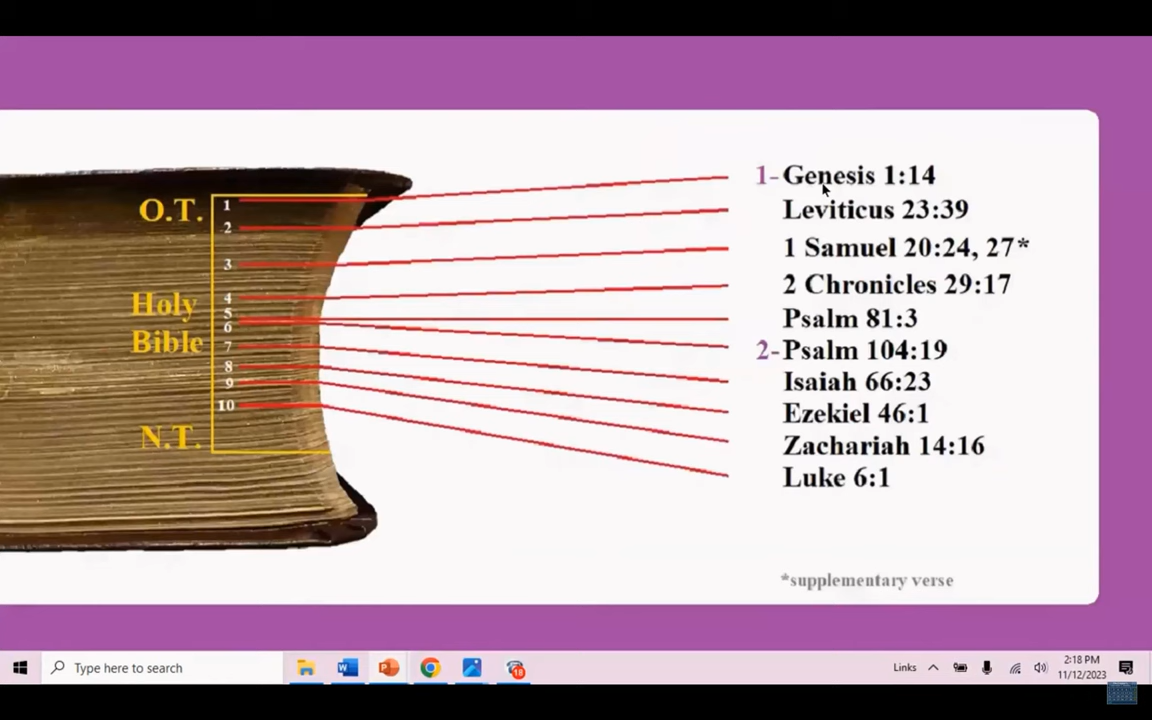 1- Genesis 1:14
Leviticus 23:39
1 Samuel 20:24, 27*
2 Chronicles 29:17
Psalm 81:3
2- Psalm 104:19
Isaiah 66:23
Ezekiel 46:1
Zachariah 14:16
Luke 6:1
*supplementary verse
O.T.
Holy
Bible
N.T.
1
2
3
4
5
6
7
8
9
10
Type here to search
Links
2:18 PM
11/12/2023